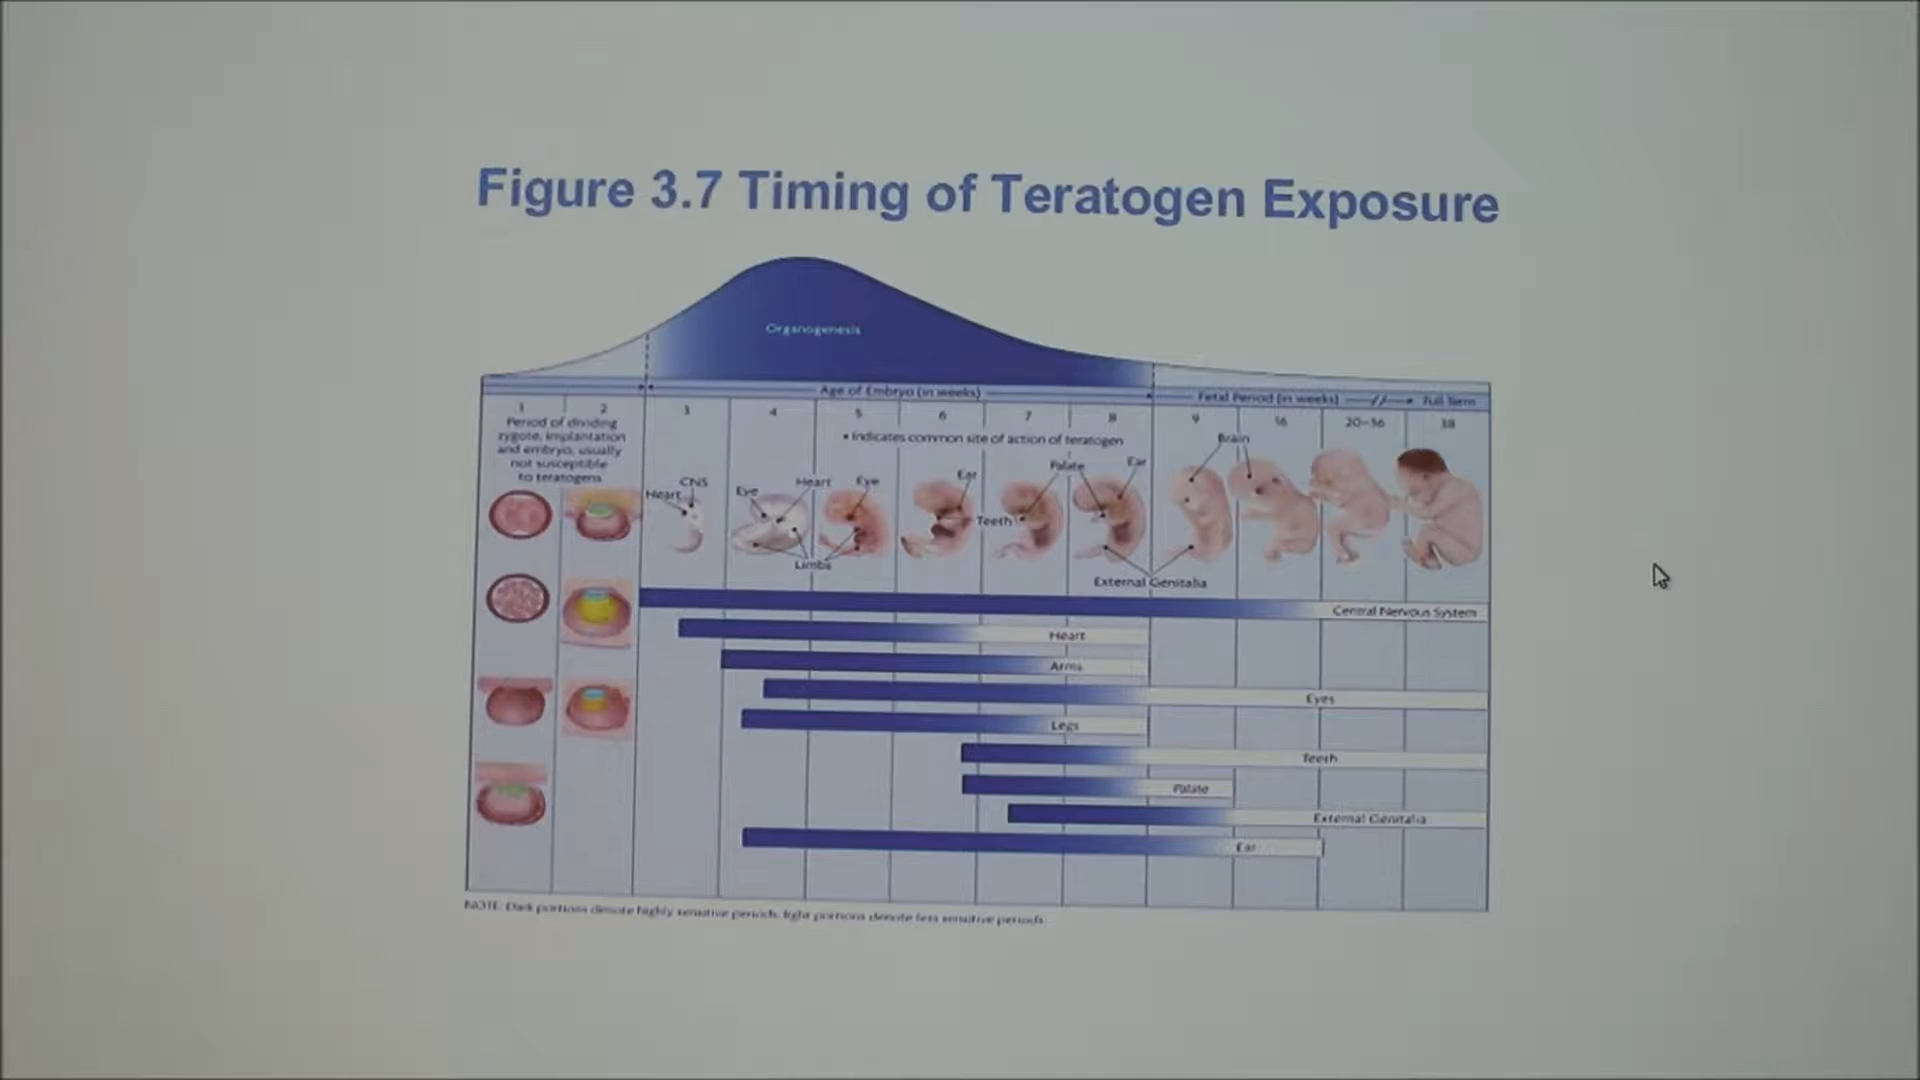 Figure 3.7 Timing of Teratogen Exposure
Organogenesis
Age of Embryo (in weeks)
Fetal Period (in weeks)
Full Term
1
2
3
4
5
6
7
8
9
16
20–36
38
Period of dividing
zygote, implantation
and embryo, usually
not susceptible
to teratogens
• Indicates common site of action of teratogen
Brain
Palate
Ear
Ear
CNS
Heart
Eye
Heart
Eye
Teeth
Limbs
External Genitalia
Central Nervous System
Heart
Arms
Eyes
Legs
Teeth
Palate
External Genitalia
Ear
NOTE: Dark portions denote highly sensitive periods; light portions denote less sensitive periods.